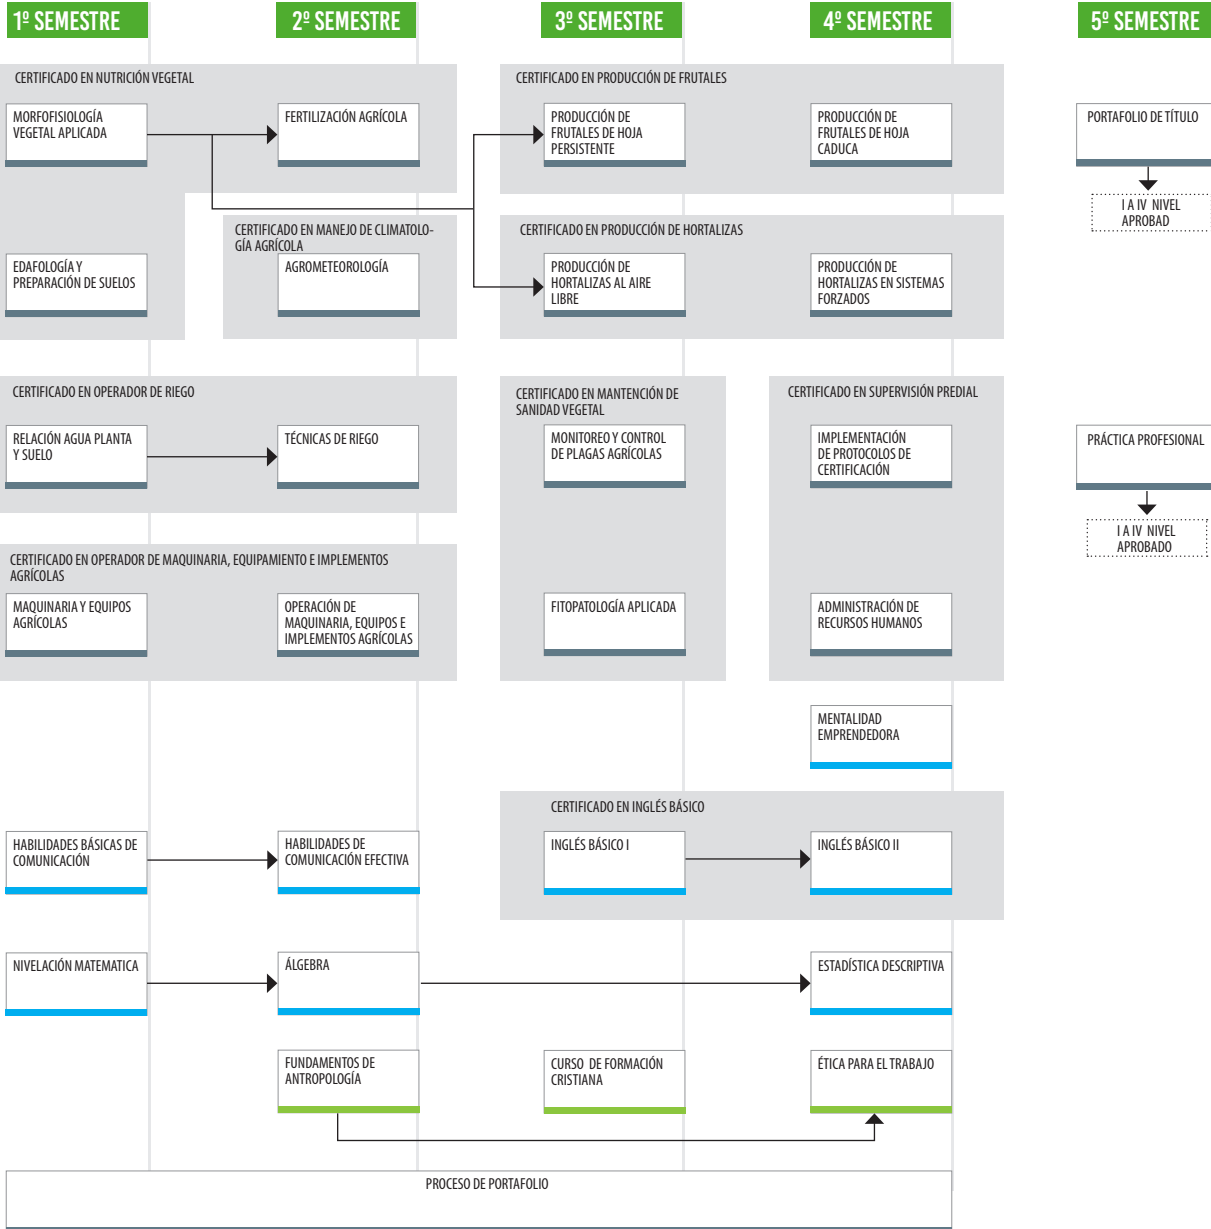 1º SEMESTRE
2º SEMESTRE
3º SEMESTRE
4º SEMESTRE
5º SEMESTRE
CERTIFICADO EN NUTRICIÓN VEGETAL
MORFOFISIOLOGÍA
VEGETAL APLICADA
FERTILIZACIÓN AGRÍCOLA
CERTIFICADO EN PRODUCCIÓN DE FRUTALES
PRODUCCIÓN DE
FRUTALES DE HOJA
PERSISTENTE
PRODUCCIÓN DE
FRUTALES DE HOJA
CADUCA
PORTAFOLIO DE TÍTULO
I A IV NIVEL
APROBAD
EDAFOLOGÍA Y
PREPARACIÓN DE SUELOS
CERTIFICADO EN MANEJO DE CLIMATOLO-
GÍA AGRÍCOLA
AGROMETEOROLOGÍA
CERTIFICADO EN PRODUCCIÓN DE HORTALIZAS
PRODUCCIÓN DE
HORTALIZAS AL AIRE
LIBRE
PRODUCCIÓN DE
HORTALIZAS EN SISTEMAS
FORZADOS
CERTIFICADO EN OPERADOR DE RIEGO
RELACIÓN AGUA PLANTA
Y SUELO
TÉCNICAS DE RIEGO
CERTIFICADO EN MANTENCIÓN DE
SANIDAD VEGETAL
MONITOREO Y CONTROL
DE PLAGAS AGRÍCOLAS
CERTIFICADO EN SUPERVISIÓN PREDIAL
IMPLEMENTACIÓN
DE PROTOCOLOS DE
CERTIFICACIÓN
PRÁCTICA PROFESIONAL
I A IV NIVEL
APROBADO
CERTIFICADO EN OPERADOR DE MAQUINARIA, EQUIPAMIENTO E IMPLEMENTOS
AGRÍCOLAS
MAQUINARIA Y EQUIPOS
AGRÍCOLAS
OPERACIÓN DE
MAQUINARIA, EQUIPOS E
IMPLEMENTOS AGRÍCOLAS
FITOPATOLOGÍA APLICADA
ADMINISTRACIÓN DE
RECURSOS HUMANOS
MENTALIDAD
EMPRENDEDORA
HABILIDADES BÁSICAS DE
COMUNICACIÓN
HABILIDADES DE
COMUNICACIÓN EFECTIVA
CERTIFICADO EN INGLÉS BÁSICO
INGLÉS BÁSICO I
INGLÉS BÁSICO II
NIVELACIÓN MATEMATICA
ÁLGEBRA
ESTADÍSTICA DESCRIPTIVA
FUNDAMENTOS DE
ANTROPOLOGÍA
CURSO DE FORMACIÓN
CRISTIANA
ÉTICA PARA EL TRABAJO
PROCESO DE PORTAFOLIO